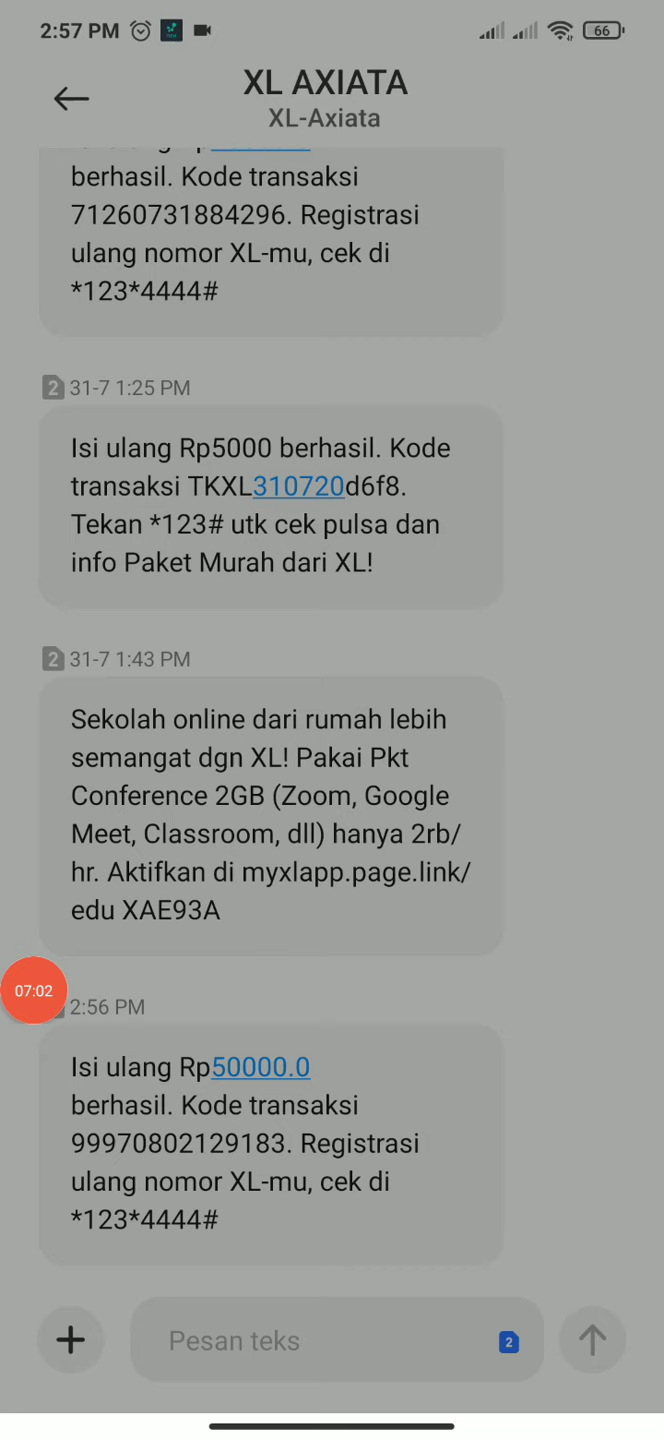 2:57 PM
66
XL AXIATA
XL-Axiata
berhasil. Kode transaksi
71260731884296. Registrasi
ulang nomor XL-mu, cek di
*123*4444#
2 31-7 1:25 PM
Isi ulang Rp5000 berhasil. Kode
transaksi TKXL310720d6f8.
Tekan *123# utk cek pulsa dan
info Paket Murah dari XL!
2 31-7 1:43 PM
Sekolah online dari rumah lebih
semangat dgn XL! Pakai Pkt
Conference 2GB (Zoom, Google
Meet, Classroom, dll) hanya 2rb/
hr. Aktifkan di myxlapp.page.link/
edu XAE93A
07:02
2:56 PM
Isi ulang Rp50000.0
berhasil. Kode transaksi
99970802129183. Registrasi
ulang nomor XL-mu, cek di
*123*4444#
Pesan teks
2